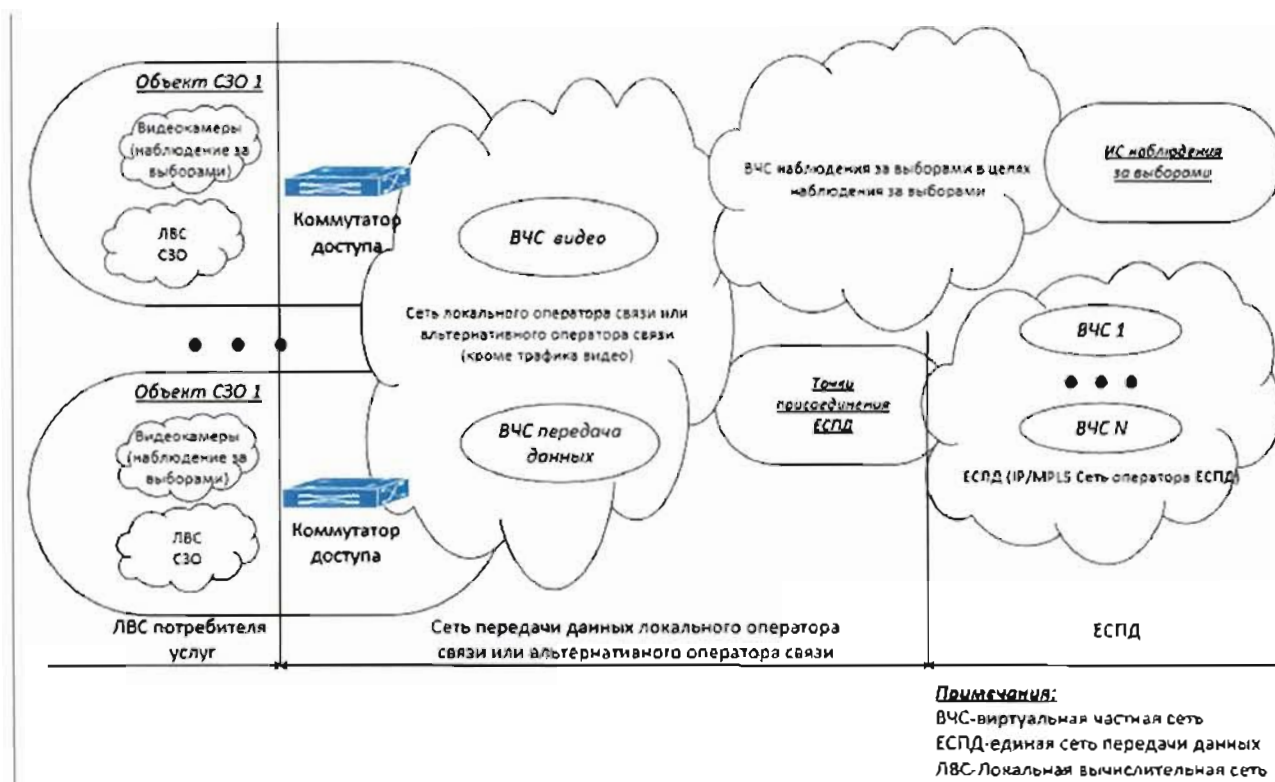 Объект СЗО 1
Видеокамеры
(наблюдение за
выборами)
ЛВС
СЗО
Коммутатор
доступа
Объект СЗО 1
Видеокамеры
(наблюдение за
выборами)
ЛВС
СЗО
Коммутатор
доступа
ВЧС видео
Сеть локального оператора связи или
альтернативного оператора связи
(кроме трафика видео)
ВЧС передача
данных
ВЧС наблюдения за выборами в целях
наблюдения за выборами
ИС наблюдения
за выборами
Точки
присоединения
ЕСПД
ВЧС 1
ВЧС N
ЕСПД (IP/MPLS Сеть оператора ЕСПД)
ЛВС потребителя
услуг
Сеть передачи данных локального оператора
связи или альтернативного оператора связи
ЕСПД
Примечания:
ВЧС-виртуальная частная сеть
ЕСПД-единая сеть передачи данных
ЛВС-Локальная вычислительная сеть